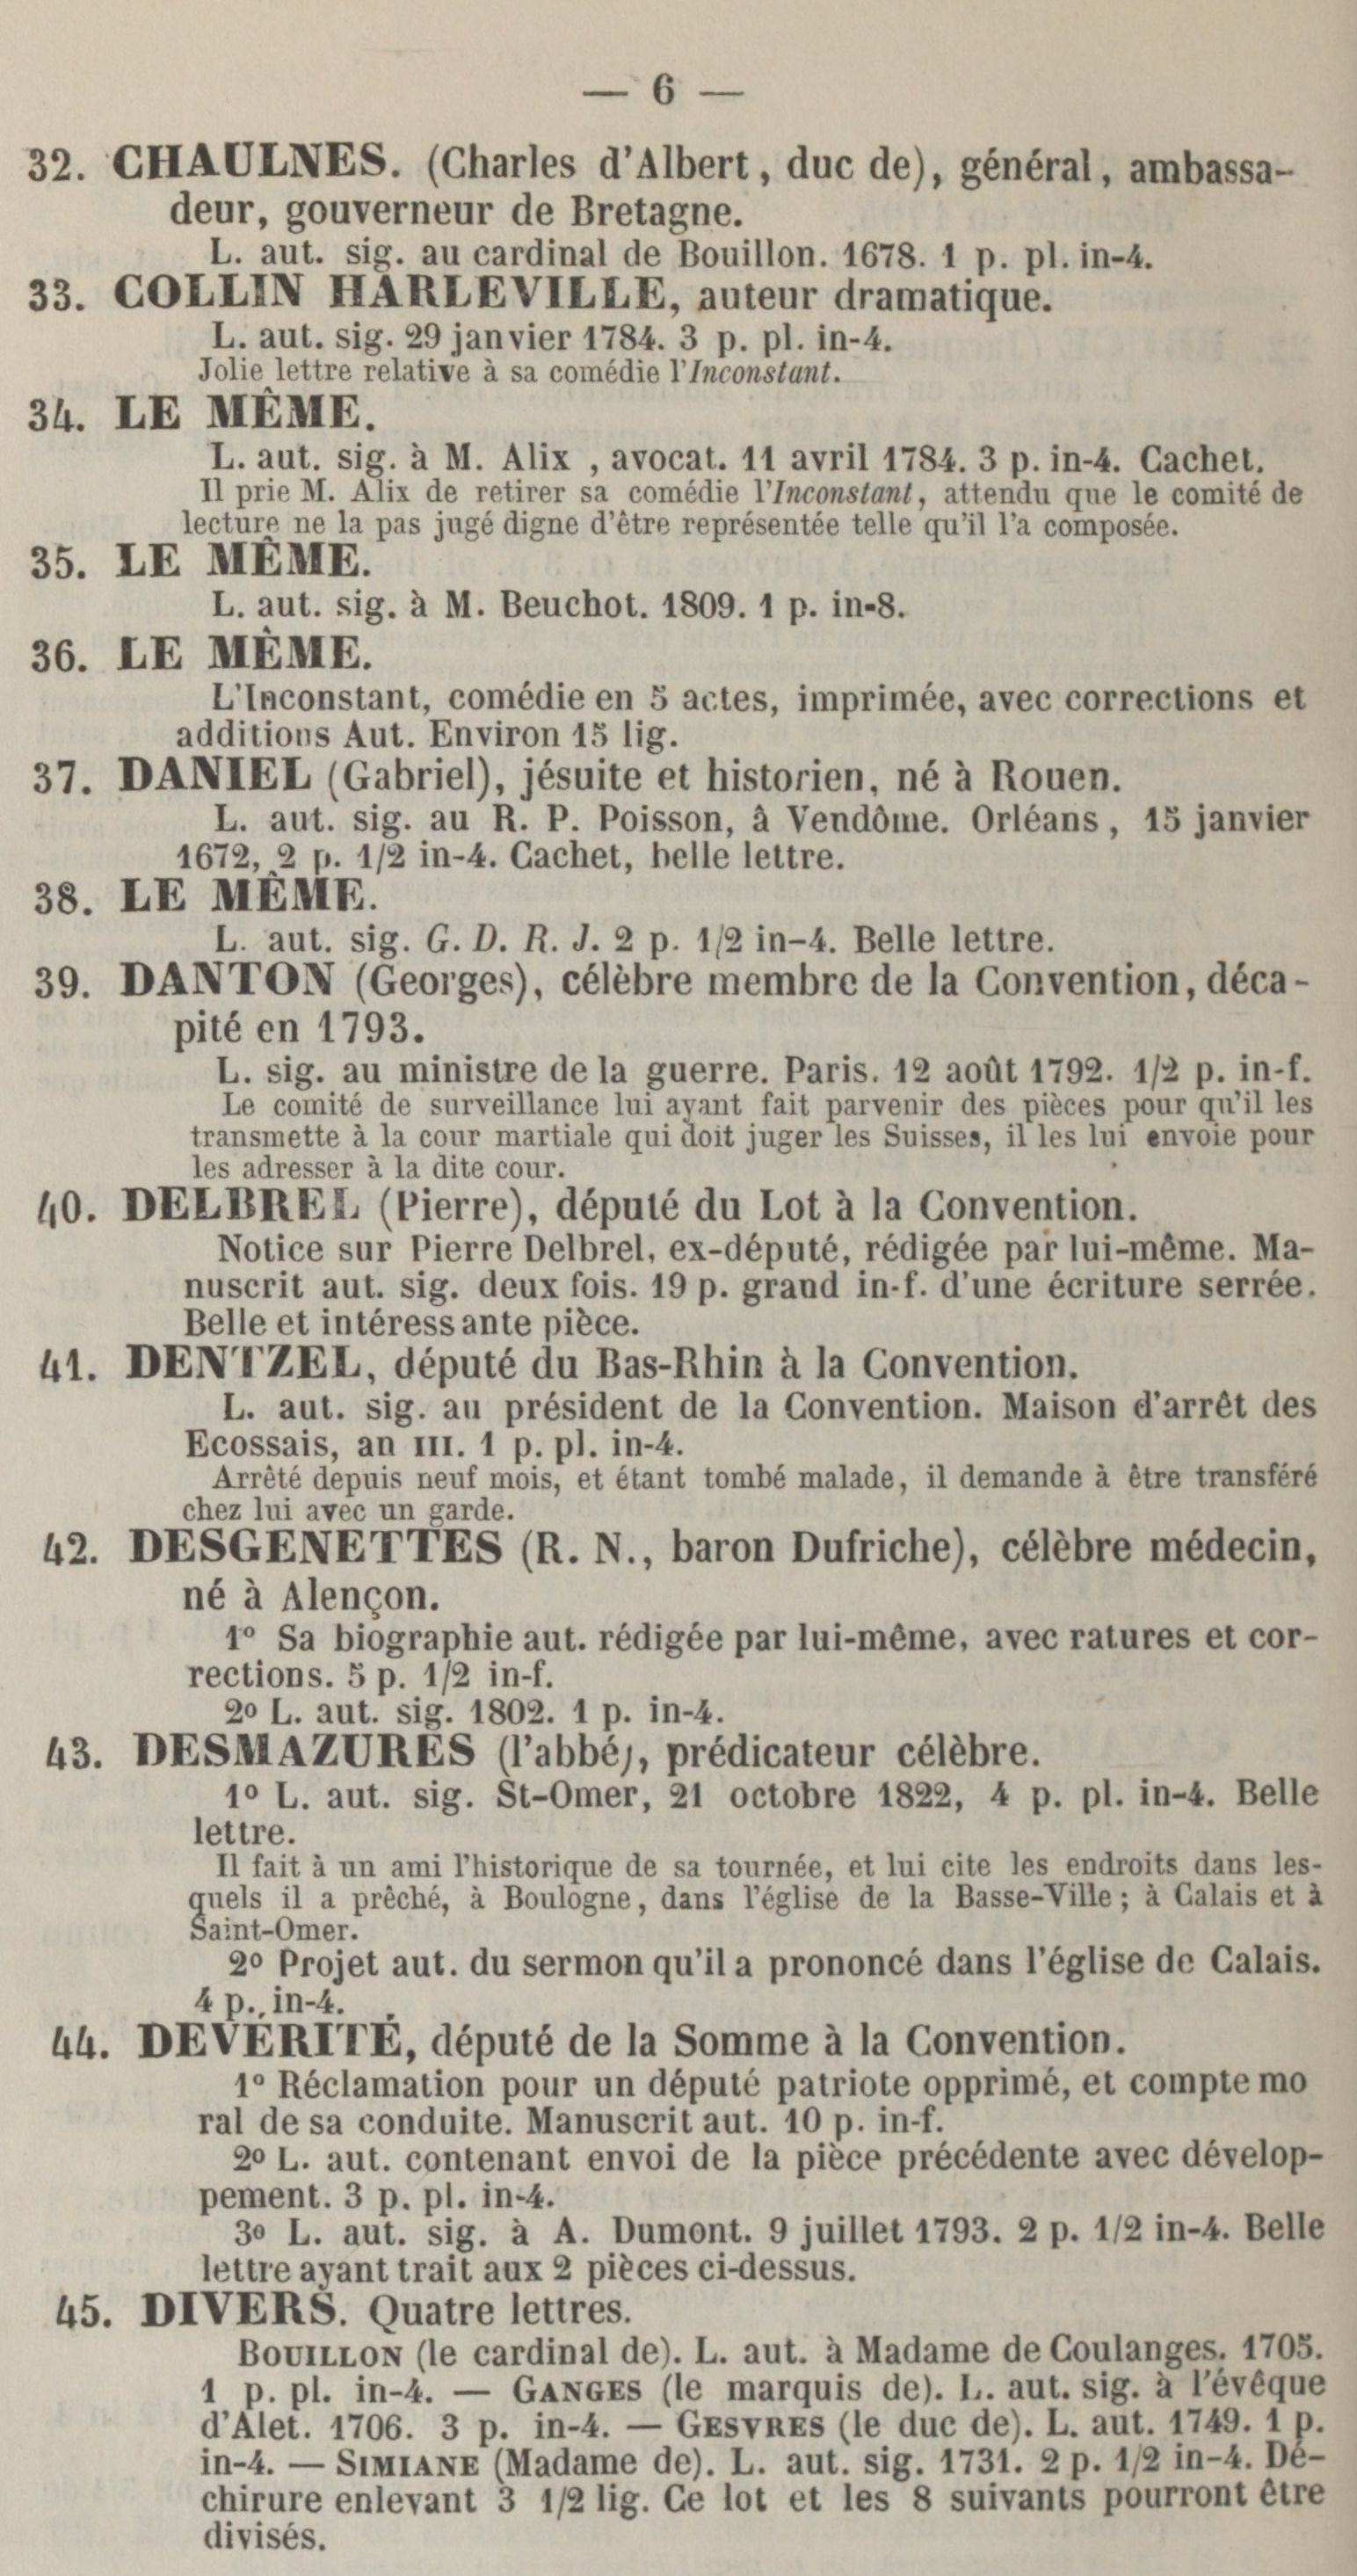 — 6 —
32. CHAULNES. (Charles d'Albert, duc de), général, ambassa-
deur, gouverneur de Bretagne.
L. aut. sig. au cardinal de Bouillon. 1678. 1 p. pl. in-4.
33. COLLIN HARLEVILLE, auteur dramatique.
L. aut. sig. 29 janvier 1784. 3 p. pl. in-4.
Jolie lettre relative à sa comédie l'Inconstant.
34. LE MÊME.
L. aut. sig. à M. Alix , avocat. 11 avril 1784. 3 p. in-4. Cachet.
Il prie M. Alix de retirer sa comédie l'Inconstant, attendu que le comité de
lecture ne la pas jugé digne d'être représentée telle qu'il l'a composée.
35. LE MÊME.
L. aut. sig. à M. Beuchot. 1809. 1 p. in-8.
36. LE MÊME.
L'Inconstant, comédie en 5 actes, imprimée, avec corrections et
additions Aut. Environ 15 lig.
37. DANIEL (Gabriel), jésuite et historien, né à Rouen.
L. aut. sig. au R. P. Poisson, â Vendôme. Orléans, 15 janvier
1672, 2 p. 1/2 in-4. Cachet, belle lettre.
38. LE MÊME.
L. aut. sig. G. D. R. J. 2 p. 1/2 in-4. Belle lettre.
39. DANTON (Georges), célèbre membre de la Convention, déca-
pité en 1793.
L. sig. au ministre de la guerre. Paris. 12 août 1792. 1/2 p. in-f.
Le comité de surveillance lui ayant fait parvenir des pièces pour qu'il les
transmette à la cour martiale qui doit juger les Suisses, il les lui envoie pour
les adresser à la dite cour.
40. DELBREL (Pierre), député du Lot à la Convention.
Notice sur Pierre Delbrel, ex-député, rédigée par lui-même. Ma-
nuscrit aut. sig. deux fois. 19 p. grand in-f. d'une écriture serrée.
Belle et intéressante pièce.
41. DENTZEL, député du Bas-Rhin à la Convention.
L. aut. sig. au président de la Convention. Maison d'arrêt des
Ecossais, an III. 1 p. pl. in-4.
Arrêté depuis neuf mois, et étant tombé malade, il demande à être transféré
chez lui avec un garde.
42. DESGENETTES (R. N., baron Dufriche), célèbre médecin,
né à Alençon.
1º Sa biographie aut. rédigée par lui-même, avec ratures et cor-
rections. 5 p. 1/2 in-f.
2º L. aut. sig. 1802. 1 p. in-4.
43. DESMAZURES (l'abbé), prédicateur célèbre.
1º L. aut. sig. St-Omer, 21 octobre 1822, 4 p. pl. in-4. Belle
lettre.
Il fait à un ami l'historique de sa tournée, et lui cite les endroits dans les-
quels il a prêché, à Boulogne, dans l'église de la Basse-Ville ; à Calais et à
Saint-Omer.
2º Projet aut. du sermon qu'il a prononcé dans l'église de Calais.
4 p., in-4.
44. DEVÉRITÉ, député de la Somme à la Convention.
1º Réclamation pour un député patriote opprimé, et compte mo
ral de sa conduite. Manuscrit aut. 10 p. in-f.
2º L. aut. contenant envoi de la pièce précédente avec dévelop-
pement. 3 p. pl. in-4.
3º L. aut. sig. à A. Dumont. 9 juillet 1793. 2 p. 1/2 in-4. Belle
lettre ayant trait aux 2 pièces ci-dessus.
45. DIVERS. Quatre lettres.
BOUILLON (le cardinal de). L. aut. à Madame de Coulanges. 1705.
1 p. pl. in-4. — GANGES (le marquis de). L. aut. sig. à l'évêque
d'Alet. 1706. 3 p. in-4. — GESVRES (le duc de). L. aut. 1749. 1 p.
in-4. — SIMIANE (Madame de). L. aut. sig. 1731. 2 p. 1/2 in-4. Dé-
chirure enlevant 3 1/2 lig. Ce lot et les 8 suivants pourront être
divisés.